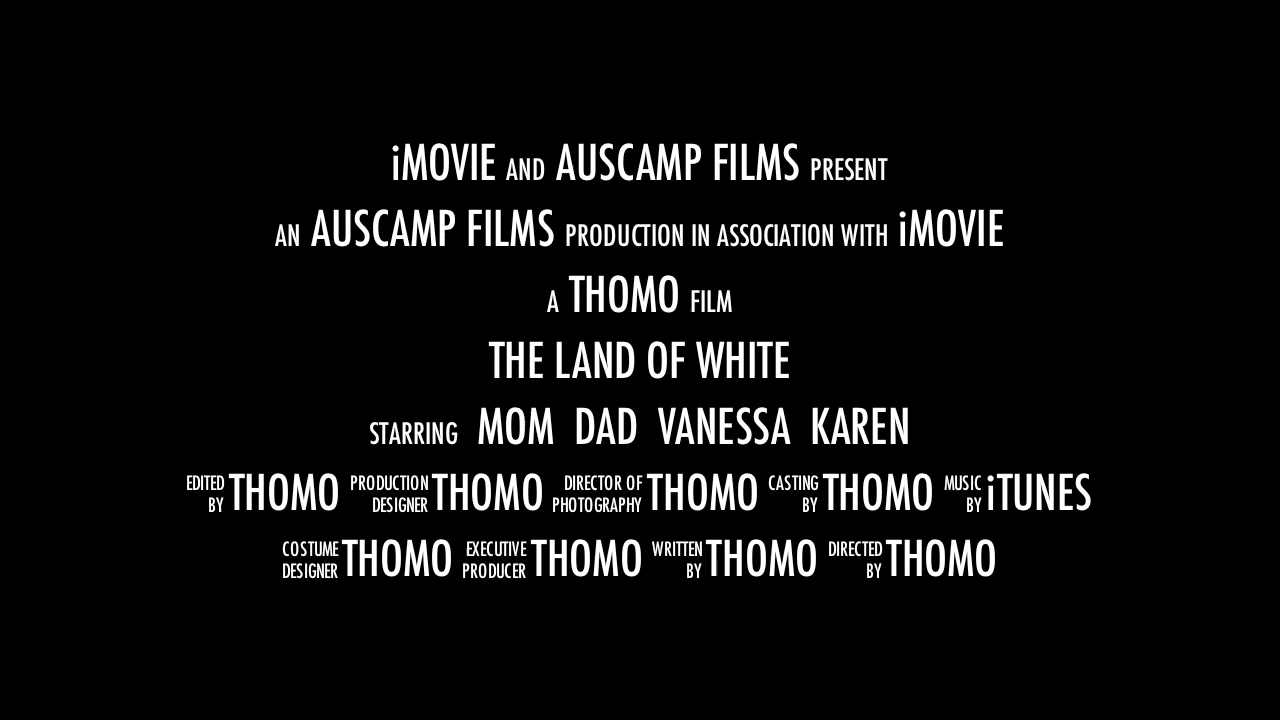 iMOVIE AND AUSCAMP FILMS PRESENT
AN AUSCAMP FILMS PRODUCTION IN ASSOCIATION WITH iMOVIE
A THOMO FILM
THE LAND OF WHITE
STARRING MOM DAD VANESSA KAREN
EDITED BY THOMO PRODUCTION DESIGNER THOMO DIRECTOR OF PHOTOGRAPHY THOMO CASTING BY THOMO MUSIC BY iTUNES
COSTUME DESIGNER THOMO EXECUTIVE PRODUCER THOMO WRITTEN BY THOMO DIRECTED BY THOMO